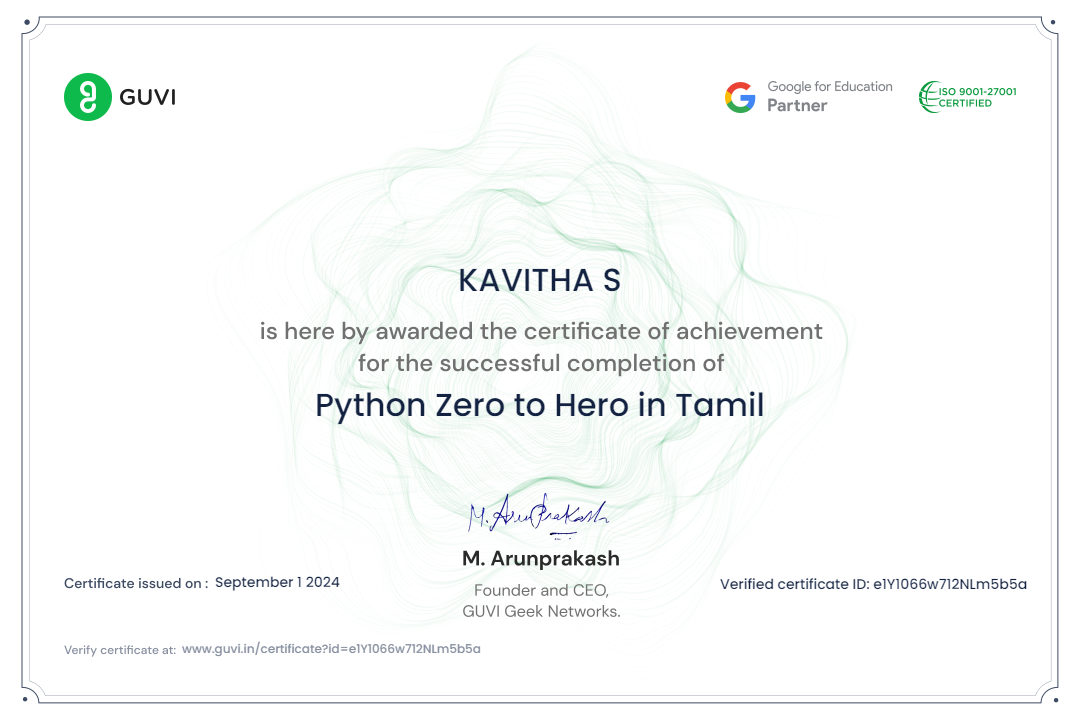 GUVI
Google for Education
Partner
ISO 9001-27001
CERTIFIED
KAVITHA S
is here by awarded the certificate of achievement
for the successful completion of
Python Zero to Hero in Tamil
M. Arunprakash
M. Arunprakash
Founder and CEO,
GUVI Geek Networks.
Certificate issued on : September 1 2024
Verified certificate ID: e1Y1066w712NLm5b5a
Verify certificate at: www.guvi.in/certificate?id=e1Y1066w712NLm5b5a